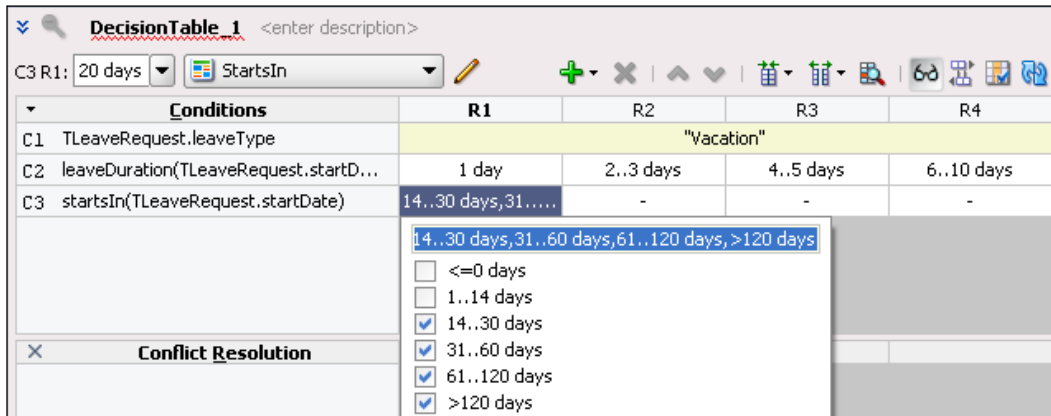 DecisionTable_1 <enter description>
C3 R1: 20 days StartsIn
Conditions R1 R2 R3 R4
C1 TLeaveRequest.leaveType "Vacation"
C2 leaveDuration(TLeaveRequest.startD... 1 day 2..3 days 4..5 days 6..10 days
C3 startsIn(TLeaveRequest.startDate) 14..30 days,31..... - - -
14..30 days,31..60 days,61..120 days,>120 days
<=0 days
1..14 days
14..30 days
Conflict Resolution 31..60 days
61..120 days
>120 days